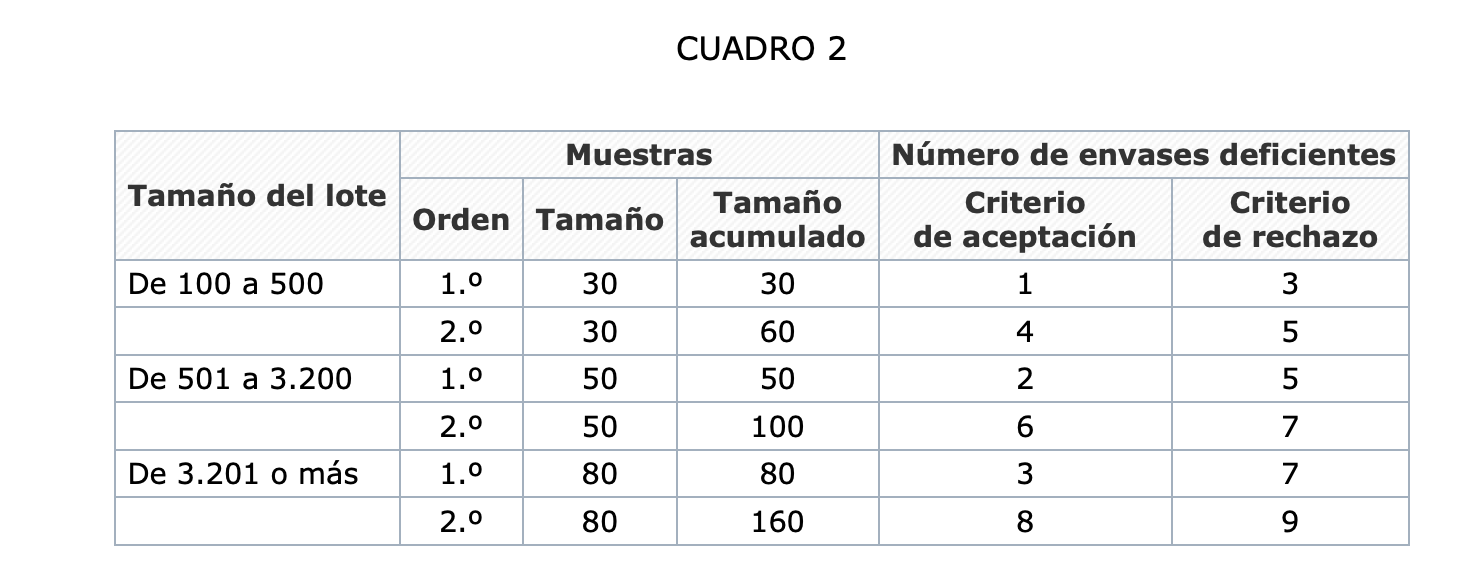 CUADRO 2
Tamaño del lote Muestras Número de envases deficientes
Orden Tamaño Tamaño acumulado Criterio de aceptación Criterio de rechazo
De 100 a 500 1.º 30 30 1 3
2.º 30 60 4 5
De 501 a 3.200 1.º 50 50 2 5
2.º 50 100 6 7
De 3.201 o más 1.º 80 80 3 7
2.º 80 160 8 9